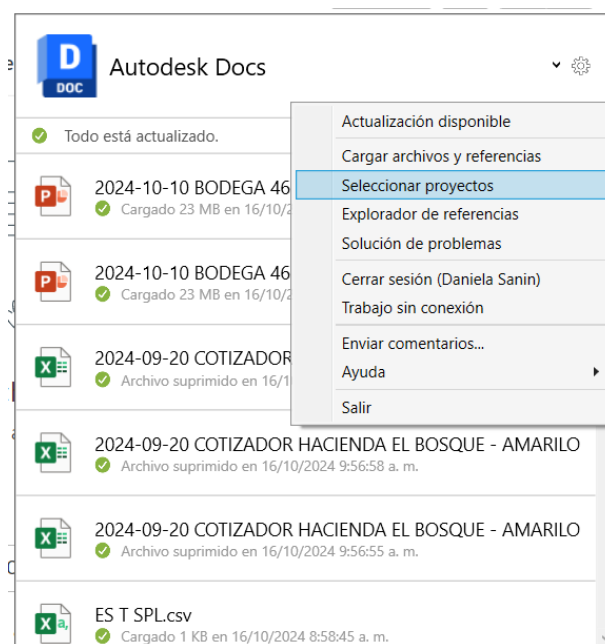 D
DOC
Autodesk Docs
Todo está actualizado.
Actualización disponible
Cargar archivos y referencias
Seleccionar proyectos
Explorador de referencias
Solución de problemas
Cerrar sesión (Daniela Sanin)
Trabajo sin conexión
Enviar comentarios...
Ayuda
Salir
2024-10-10 BODEGA 46
Cargado 23 MB en 16/10/2
2024-10-10 BODEGA 46
Cargado 23 MB en 16/10/2
2024-09-20 COTIZADOR
Archivo suprimido en 16/1
2024-09-20 COTIZADOR HACIENDA EL BOSQUE - AMARILO
Archivo suprimido en 16/10/2024 9:56:58 a. m.
2024-09-20 COTIZADOR HACIENDA EL BOSQUE - AMARILO
Archivo suprimido en 16/10/2024 9:56:55 a. m.
ES T SPL.csv
Cargado 1 KB en 16/10/2024 8:58:45 a. m.